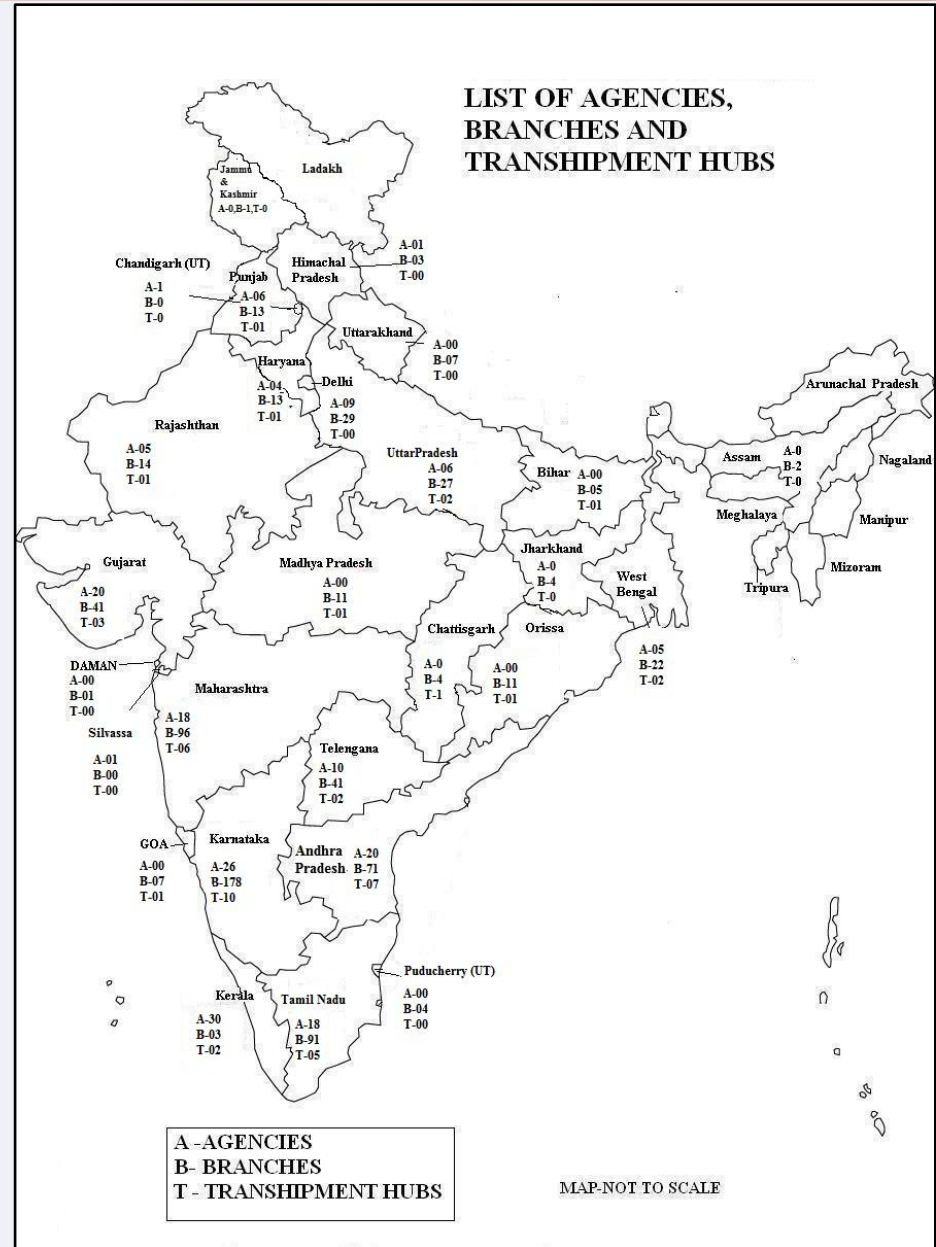 LIST OF AGENCIES,
BRANCHES AND
TRANSHIPMENT HUBS
Ladakh
Jammu
&
Kashmir
A-0,B-1,T-0
Himachal
Pradesh
A-01
B-03
T-00
Chandigarh (UT)
A-1
B-0
T-0
Punjab
A-06
B-13
T-01
Uttarakhand
A-00
B-07
T-00
Haryana
A-04
B-13
T-01
Delhi
A-09
B-29
T-00
Rajashthan
A-05
B-14
T-01
UttarPradesh
A-06
B-27
T-02
Bihar
A-00
B-05
T-01
Arunachal Pradesh
Assam
A-0
B-2
T-0
Nagaland
Meghalaya
Manipur
Mizoram
Tripura
Gujarat
A-20
B-41
T-03
Madhya Pradesh
A-00
B-11
T-01
Jharkhand
A-0
B-4
T-0
West
Bengal
A-05
B-22
T-02
Chattisgarh
A-0
B-4
T-1
Orissa
A-00
B-11
T-01
DAMAN
A-00
B-01
T-00
Silvassa
A-01
B-00
T-00
Maharashtra
A-18
B-96
T-06
Telengana
A-10
B-41
T-02
GOA
A-00
B-07
T-01
Karnataka
A-26
B-178
T-10
Andhra
Pradesh
A-20
B-71
T-07
Puducherry (UT)
A-00
B-04
T-00
Kerala
A-30
B-03
T-02
Tamil Nadu
A-18
B-91
T-05
A -AGENCIES
B- BRANCHES
T - TRANSHIPMENT HUBS
MAP-NOT TO SCALE